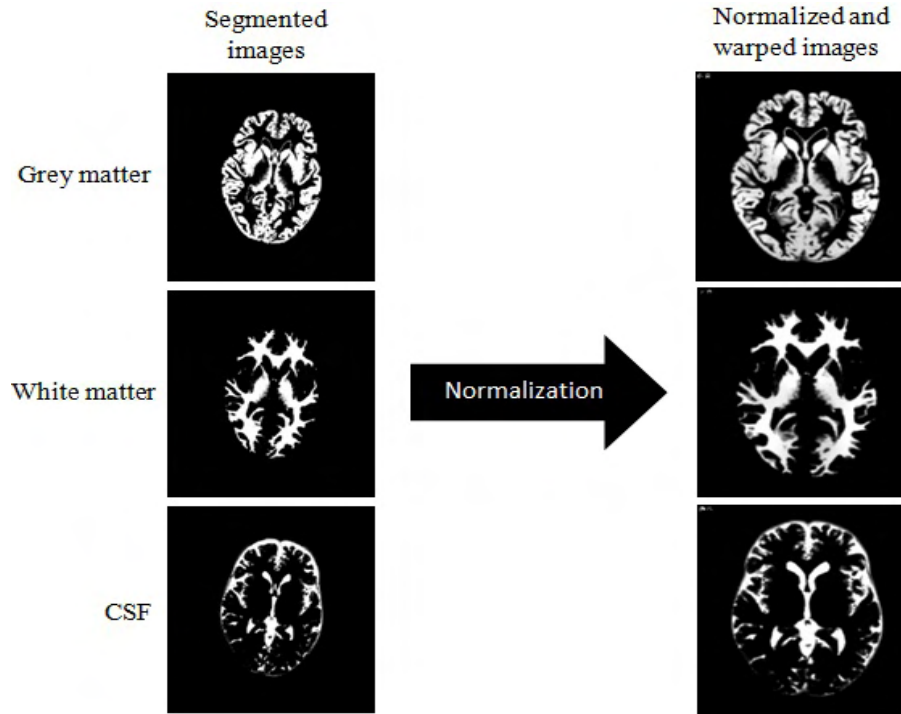 Segmented
images
Normalized and
warped images
Grey matter
White matter
Normalization
CSF